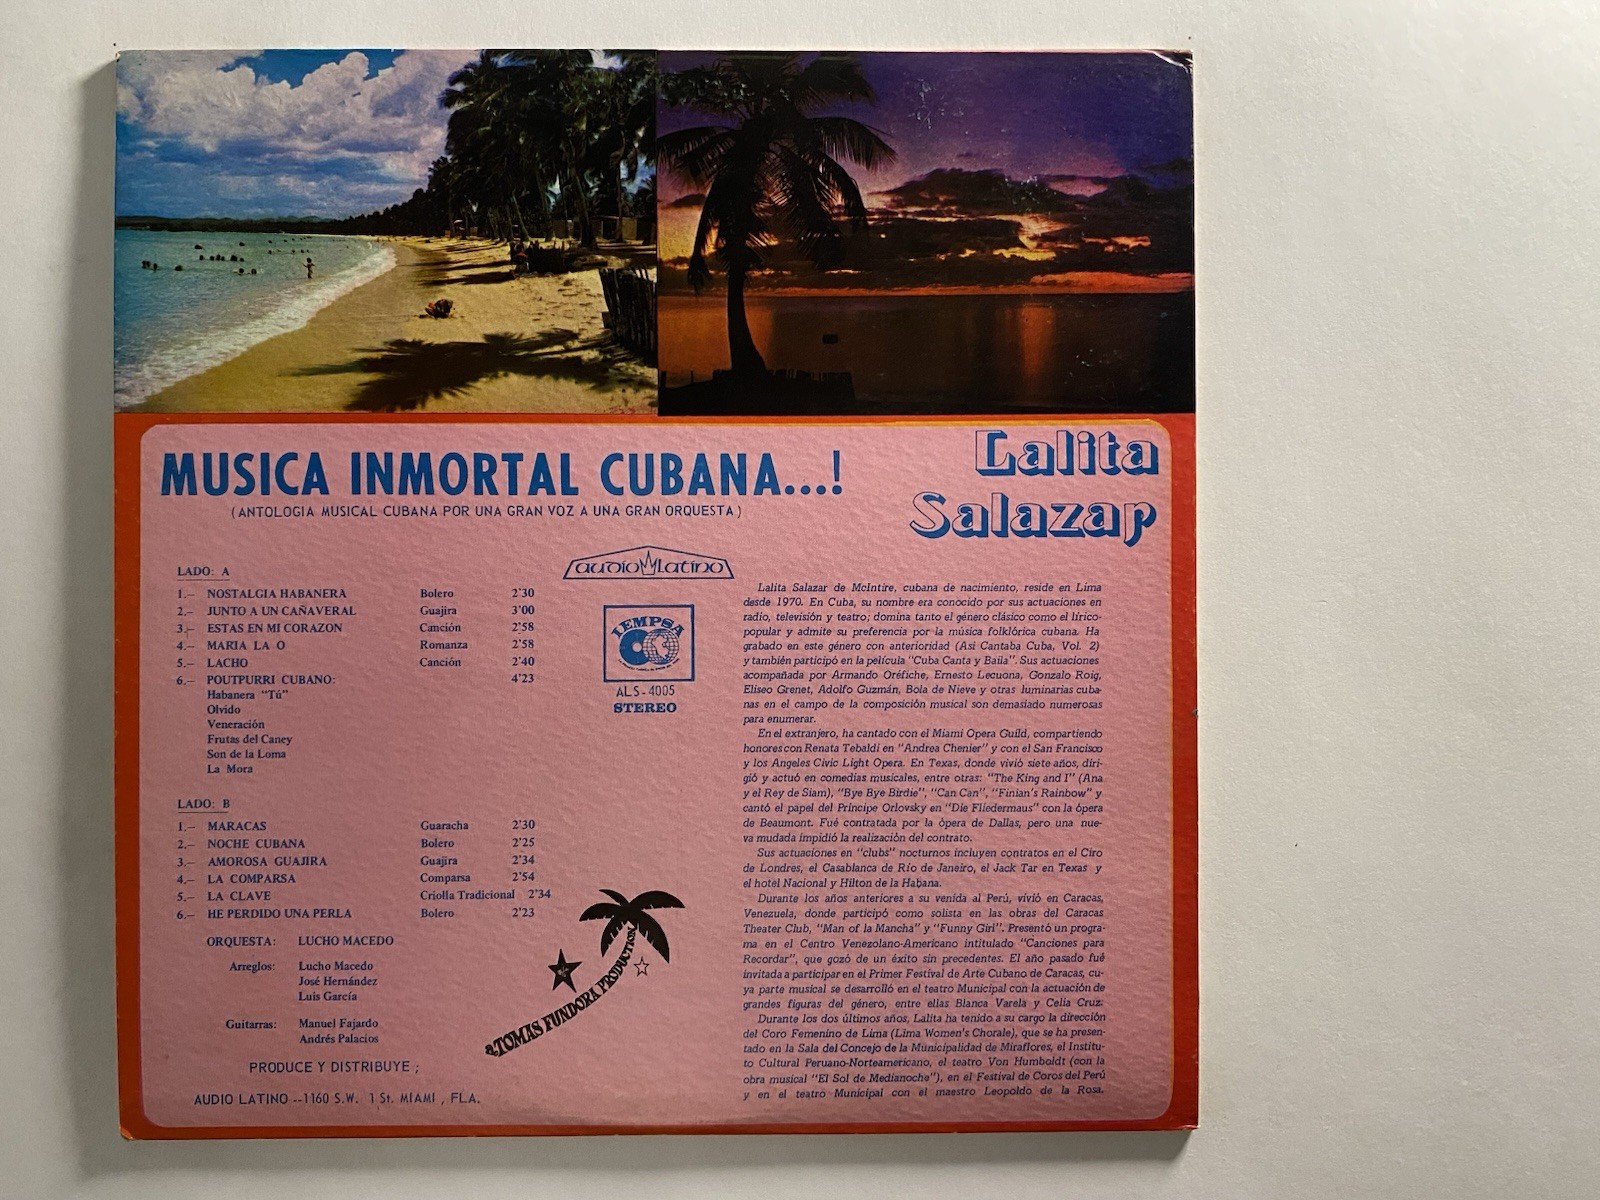 MUSICA INMORTAL CUBANA...!
(ANTOLOGIA MUSICAL CUBANA POR UNA GRAN VOZ A UNA GRAN ORQUESTA)
Lalita
Salazar
LADO: A
1.— NOSTALGIA HABANERA Bolero 2'30
2.— JUNTO A UN CAÑAVERAL Guajira 3'00
3.— ESTAS EN MI CORAZON Canción 2'58
4.— MARIA LA O Romanza 2'58
5.— LACHO Canción 2'40
6.— POUTPURRI CUBANO: 4'23
Habanera "Tú"
Olvido
Veneración
Frutas del Caney
Son de la Loma
La Mora
LADO: B
1.— MARACAS Guaracha 2'30
2.— NOCHE CUBANA Bolero 2'25
3.— AMOROSA GUAJIRA Guajira 2'34
4.— LA COMPARSA Comparsa 2'54
5.— LA CLAVE Criolla Tradicional 2'34
6.— HE PERDIDO UNA PERLA Bolero 2'23
ORQUESTA: LUCHO MACEDO
Arreglos: Lucho Macedo
José Hernández
Luis García
Guitarras: Manuel Fajardo
Andrés Palacios
PRODUCE Y DISTRIBUYE ;
AUDIO LATINO --1160 S.W. 1 St. MIAMI , FLA.
audio Latino
IEMPSA
ALS-4005
STEREO
a TOMAS FUNDORA PRODUCTION
Lalita Salazar de McIntire, cubana de nacimiento, reside en Lima
desde 1970. En Cuba, su nombre era conocido por sus actuaciones en
radio, televisión y teatro; domina tanto el género clásico como el lírico-
popular y admite su preferencia por la música folklórica cubana. Ha
grabado en este género con anterioridad (Asi Cantaba Cuba, Vol. 2)
y también participó en la película "Cuba Canta y Baila". Sus actuaciones
acompañada por Armando Oréfiche, Ernesto Lecuona, Gonzalo Roig,
Eliseo Grenet, Adolfo Guzmán, Bola de Nieve y otras luminarias cuba-
nas en el campo de la composición musical son demasiado numerosas
para enumerar.
En el extranjero, ha cantado con el Miami Opera Guild, compartiendo
honores con Renata Tebaldi en "Andrea Chenier" y con el San Francisco
y los Angeles Civic Light Opera. En Texas, donde vivió siete años, diri-
gió y actuó en comedias musicales, entre otras: "The King and I" (Ana
y el Rey de Siam), "Bye Bye Birdie", "Can Can", "Finian's Rainbow" y
cantó el papel del Príncipe Orlovsky en "Die Fliedermaus" con la ópera
de Beaumont. Fué contratada por la ópera de Dallas, pero una nue-
va mudada impidió la realización del contrato.
Sus actuaciones en "clubs" nocturnos incluyen contratos en el Ciro
de Londres, el Casablanca de Río de Janeiro, el Jack Tar en Texas y
el hotel Nacional y Hilton de la Habana.
Durante los años anteriores a su venida al Perú, vivió en Caracas,
Venezuela, donde participó como solista en las obras del Caracas
Theater Club, "Man of la Mancha" y "Funny Girl". Presentó un progra-
ma en el Centro Venezolano-Americano intitulado "Canciones para
Recordar", que gozó de un éxito sin precedentes. El año pasado fué
invitada a participar en el Primer Festival de Arte Cubano de Caracas, cu-
ya parte musical se desarrolló en el teatro Municipal con la actuación de
grandes figuras del género, entre ellas Blanca Varela y Celia Cruz.
Durante los dos últimos años, Lalita ha tenido a su cargo la dirección
del Coro Femenino de Lima (Lima Women's Chorale), que se ha presen-
tado en la Sala del Concejo de la Municipalidad de Miraflores, el Institu-
to Cultural Peruano-Norteamericano, el teatro Von Humboldt (con la
obra musical "El Sol de Medianoche"), en el Festival de Coros del Perú
y en el teatro Municipal con el maestro Leopoldo de la Rosa.